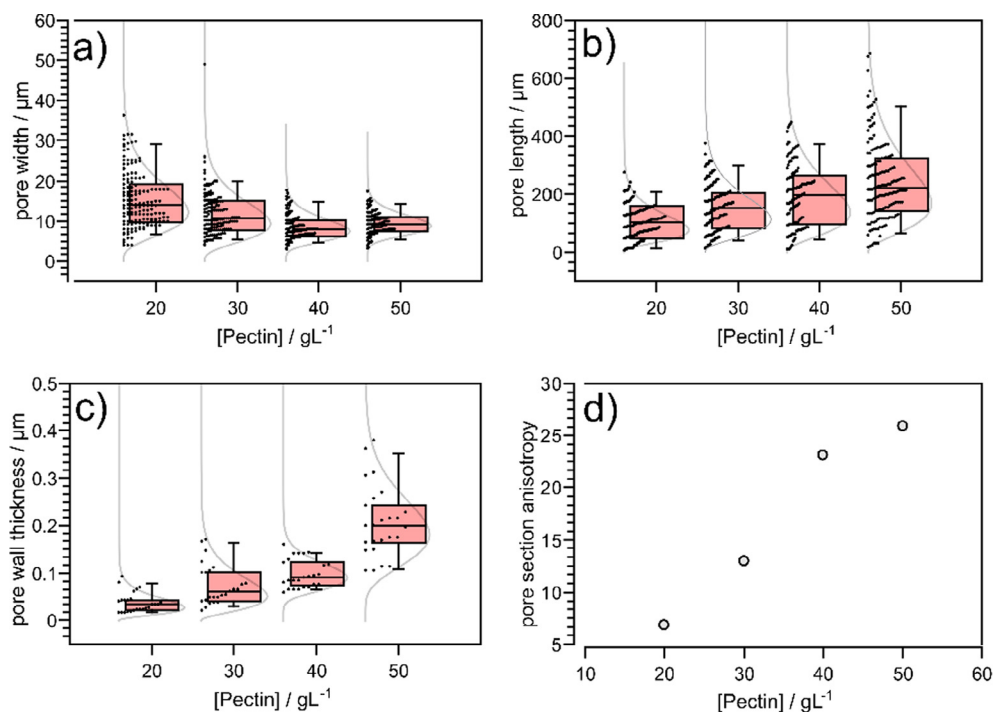 a)
pore width / µm
60
50
40
30
20
10
0
20 30 40 50
[Pectin] / gL⁻¹
b)
pore length / µm
800
600
400
200
0
20 30 40 50
[Pectin] / gL⁻¹
c)
pore wall thickness / µm
0.5
0.4
0.3
0.2
0.1
0
20 30 40 50
[Pectin] / gL⁻¹
d)
pore section anisotropy
30
25
20
15
10
5
10 20 30 40 50 60
[Pectin] / gL⁻¹